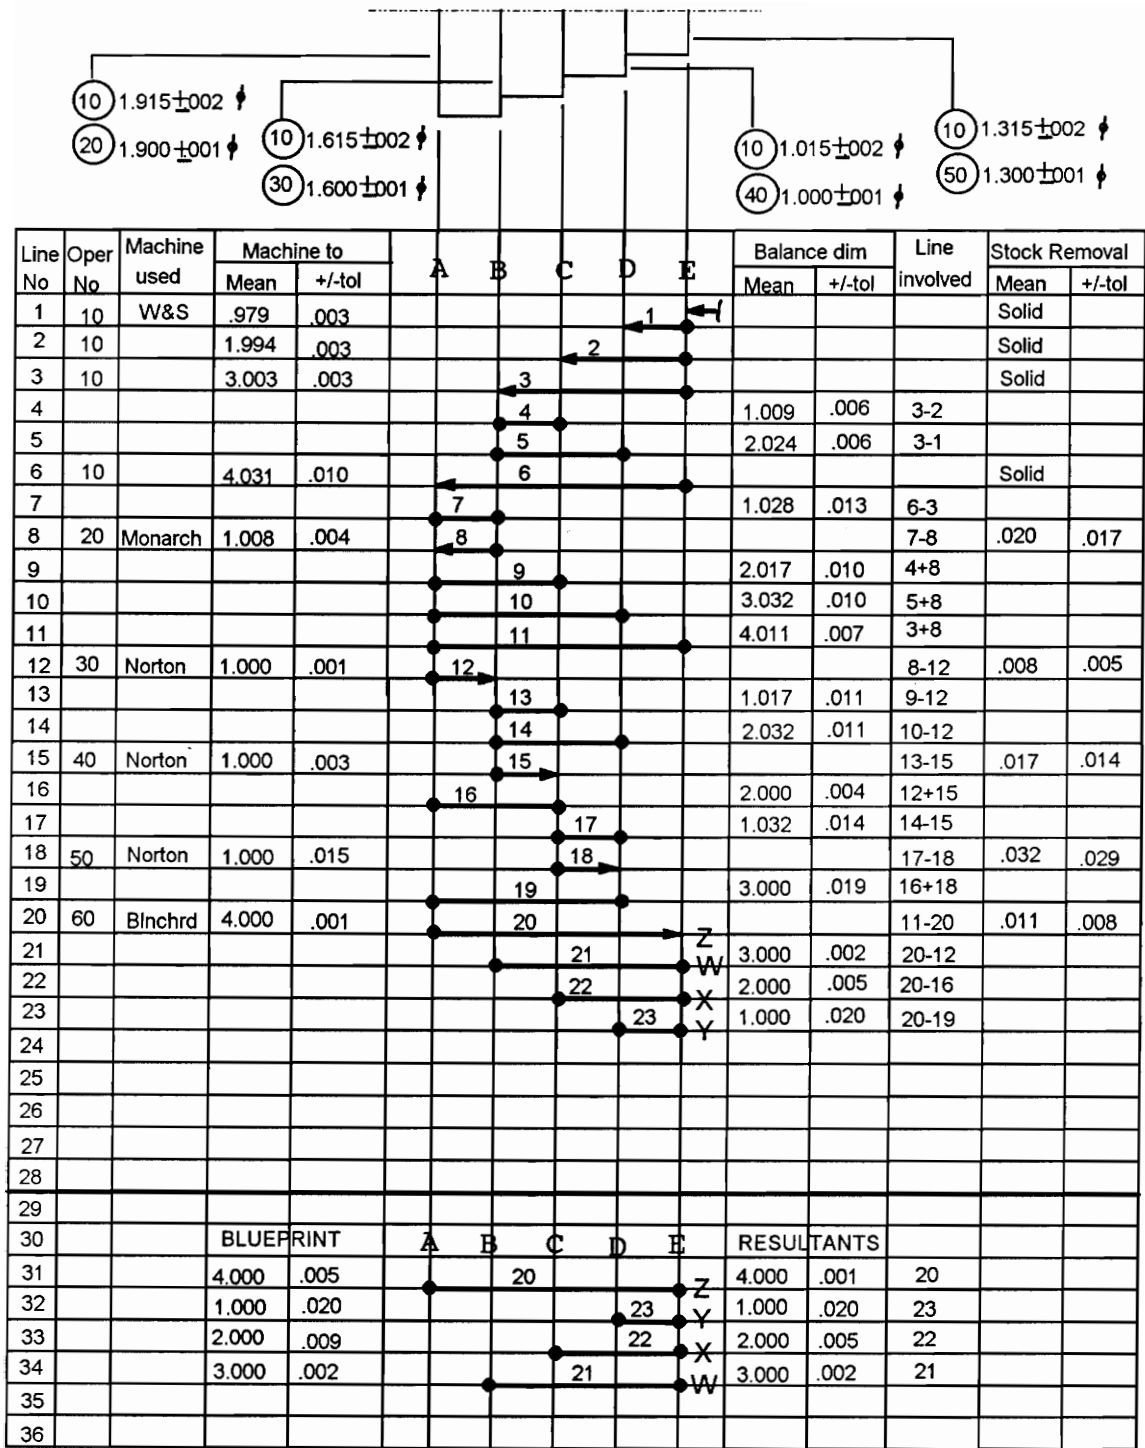 10 1.915±002 ϕ
20 1.900±001 ϕ
10 1.615±002 ϕ
30 1.600±001 ϕ
10 1.015±002 ϕ
40 1.000±001 ϕ
10 1.315±002 ϕ
50 1.300±001 ϕ
Line No Oper No Machine used Machine to Mean +/-tol A B C D E Balance dim Mean +/-tol Line involved Stock Removal Mean +/-tol
1 10 W&S .979 .003 1 Solid
2 10 1.994 .003 2 Solid
3 10 3.003 .003 3 Solid
4 4 1.009 .006 3-2
5 5 2.024 .006 3-1
6 10 4.031 .010 6 Solid
7 7 1.028 .013 6-3
8 20 Monarch 1.008 .004 8 7-8 .020 .017
9 9 2.017 .010 4+8
10 10 3.032 .010 5+8
11 11 4.011 .007 3+8
12 30 Norton 1.000 .001 12 8-12 .008 .005
13 13 1.017 .011 9-12
14 14 2.032 .011 10-12
15 40 Norton 1.000 .003 15 13-15 .017 .014
16 16 2.000 .004 12+15
17 17 1.032 .014 14-15
18 50 Norton 1.000 .015 18 17-18 .032 .029
19 19 3.000 .019 16+18
20 60 Blnchrd 4.000 .001 20 Z 11-20 .011 .008
21 21 W 3.000 .002 20-12
22 22 X 2.000 .005 20-16
23 23 Y 1.000 .020 20-19
24
25
26
27
28
29
30 BLUEPRINT A B C D E RESULTANTS
31 4.000 .005 20 Z 4.000 .001 20
32 1.000 .020 23 Y 1.000 .020 23
33 2.000 .009 22 X 2.000 .005 22
34 3.000 .002 21 W 3.000 .002 21
35
36